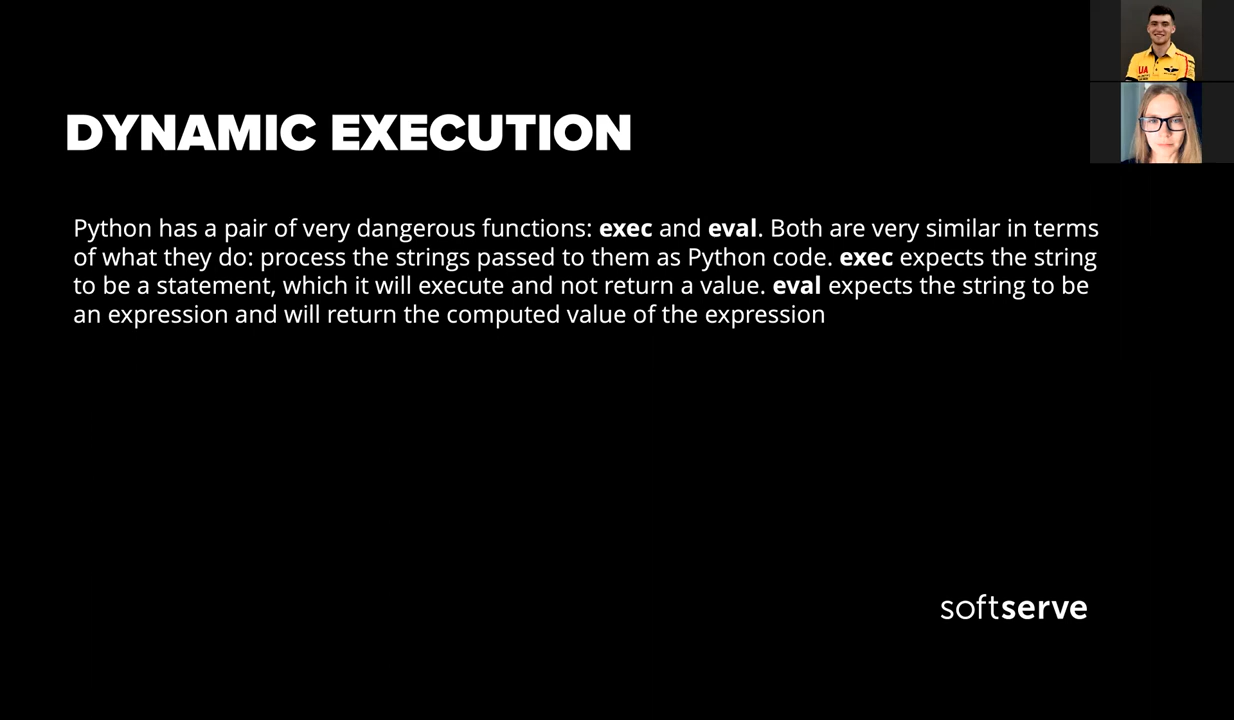 DYNAMIC EXECUTION
Python has a pair of very dangerous functions: exec and eval. Both are very similar in terms
of what they do: process the strings passed to them as Python code. exec expects the string
to be a statement, which it will execute and not return a value. eval expects the string to be
an expression and will return the computed value of the expression
softserve
UA